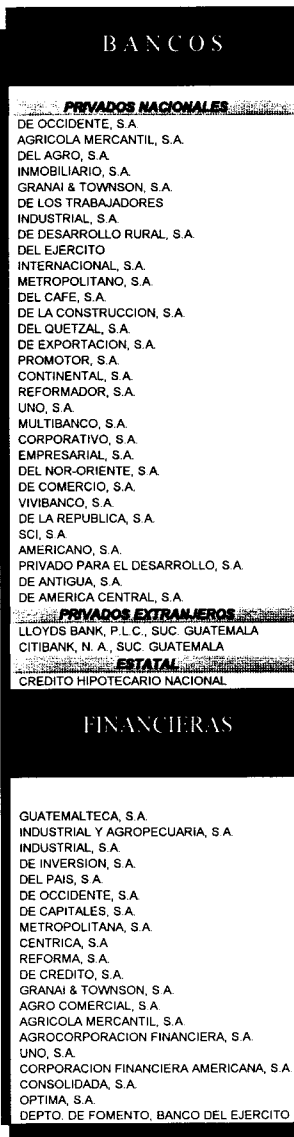 BANCOS
PRIVADOS NACIONALES
DE OCCIDENTE, S.A.
AGRICOLA MERCANTIL, S.A.
DEL AGRO, S.A.
INMOBILIARIO, S.A.
GRANAI & TOWNSON, S.A.
DE LOS TRABAJADORES
INDUSTRIAL, S.A.
DE DESARROLLO RURAL, S.A.
DEL EJERCITO
INTERNACIONAL, S.A.
METROPOLITANO, S.A.
DEL CAFE, S.A.
DE LA CONSTRUCCION, S.A.
DEL QUETZAL, S.A.
DE EXPORTACION, S.A.
PROMOTOR, S.A.
CONTINENTAL, S.A.
REFORMADOR, S.A.
UNO, S.A.
MULTIBANCO, S.A.
CORPORATIVO, S.A.
EMPRESARIAL, S.A.
DEL NOR-ORIENTE, S.A.
DE COMERCIO, S.A.
VIVIBANCO, S.A.
DE LA REPUBLICA, S.A.
SCI, S.A.
AMERICANO, S.A.
PRIVADO PARA EL DESARROLLO, S.A.
DE ANTIGUA, S.A.
DE AMERICA CENTRAL, S.A.
PRIVADOS EXTRANJEROS
LLOYDS BANK, P.L.C., SUC. GUATEMALA
CITIBANK, N. A., SUC. GUATEMALA
ESTATAL
CREDITO HIPOTECARIO NACIONAL
FINANCIERAS
GUATEMALTECA, S.A.
INDUSTRIAL Y AGROPECUARIA, S.A.
INDUSTRIAL, S.A.
DE INVERSION, S.A.
DEL PAIS, S.A.
DE OCCIDENTE, S.A.
DE CAPITALES, S.A.
METROPOLITANA, S.A.
CENTRICA, S.A
REFORMA, S.A.
DE CREDITO, S.A.
GRANAI & TOWNSON, S.A.
AGRO COMERCIAL, S.A.
AGRICOLA MERCANTIL, S.A.
AGROCORPORACION FINANCIERA, S.A.
UNO, S.A.
CORPORACION FINANCIERA AMERICANA, S.A.
CONSOLIDADA, S.A.
OPTIMA, S.A.
DEPTO. DE FOMENTO, BANCO DEL EJERCITO